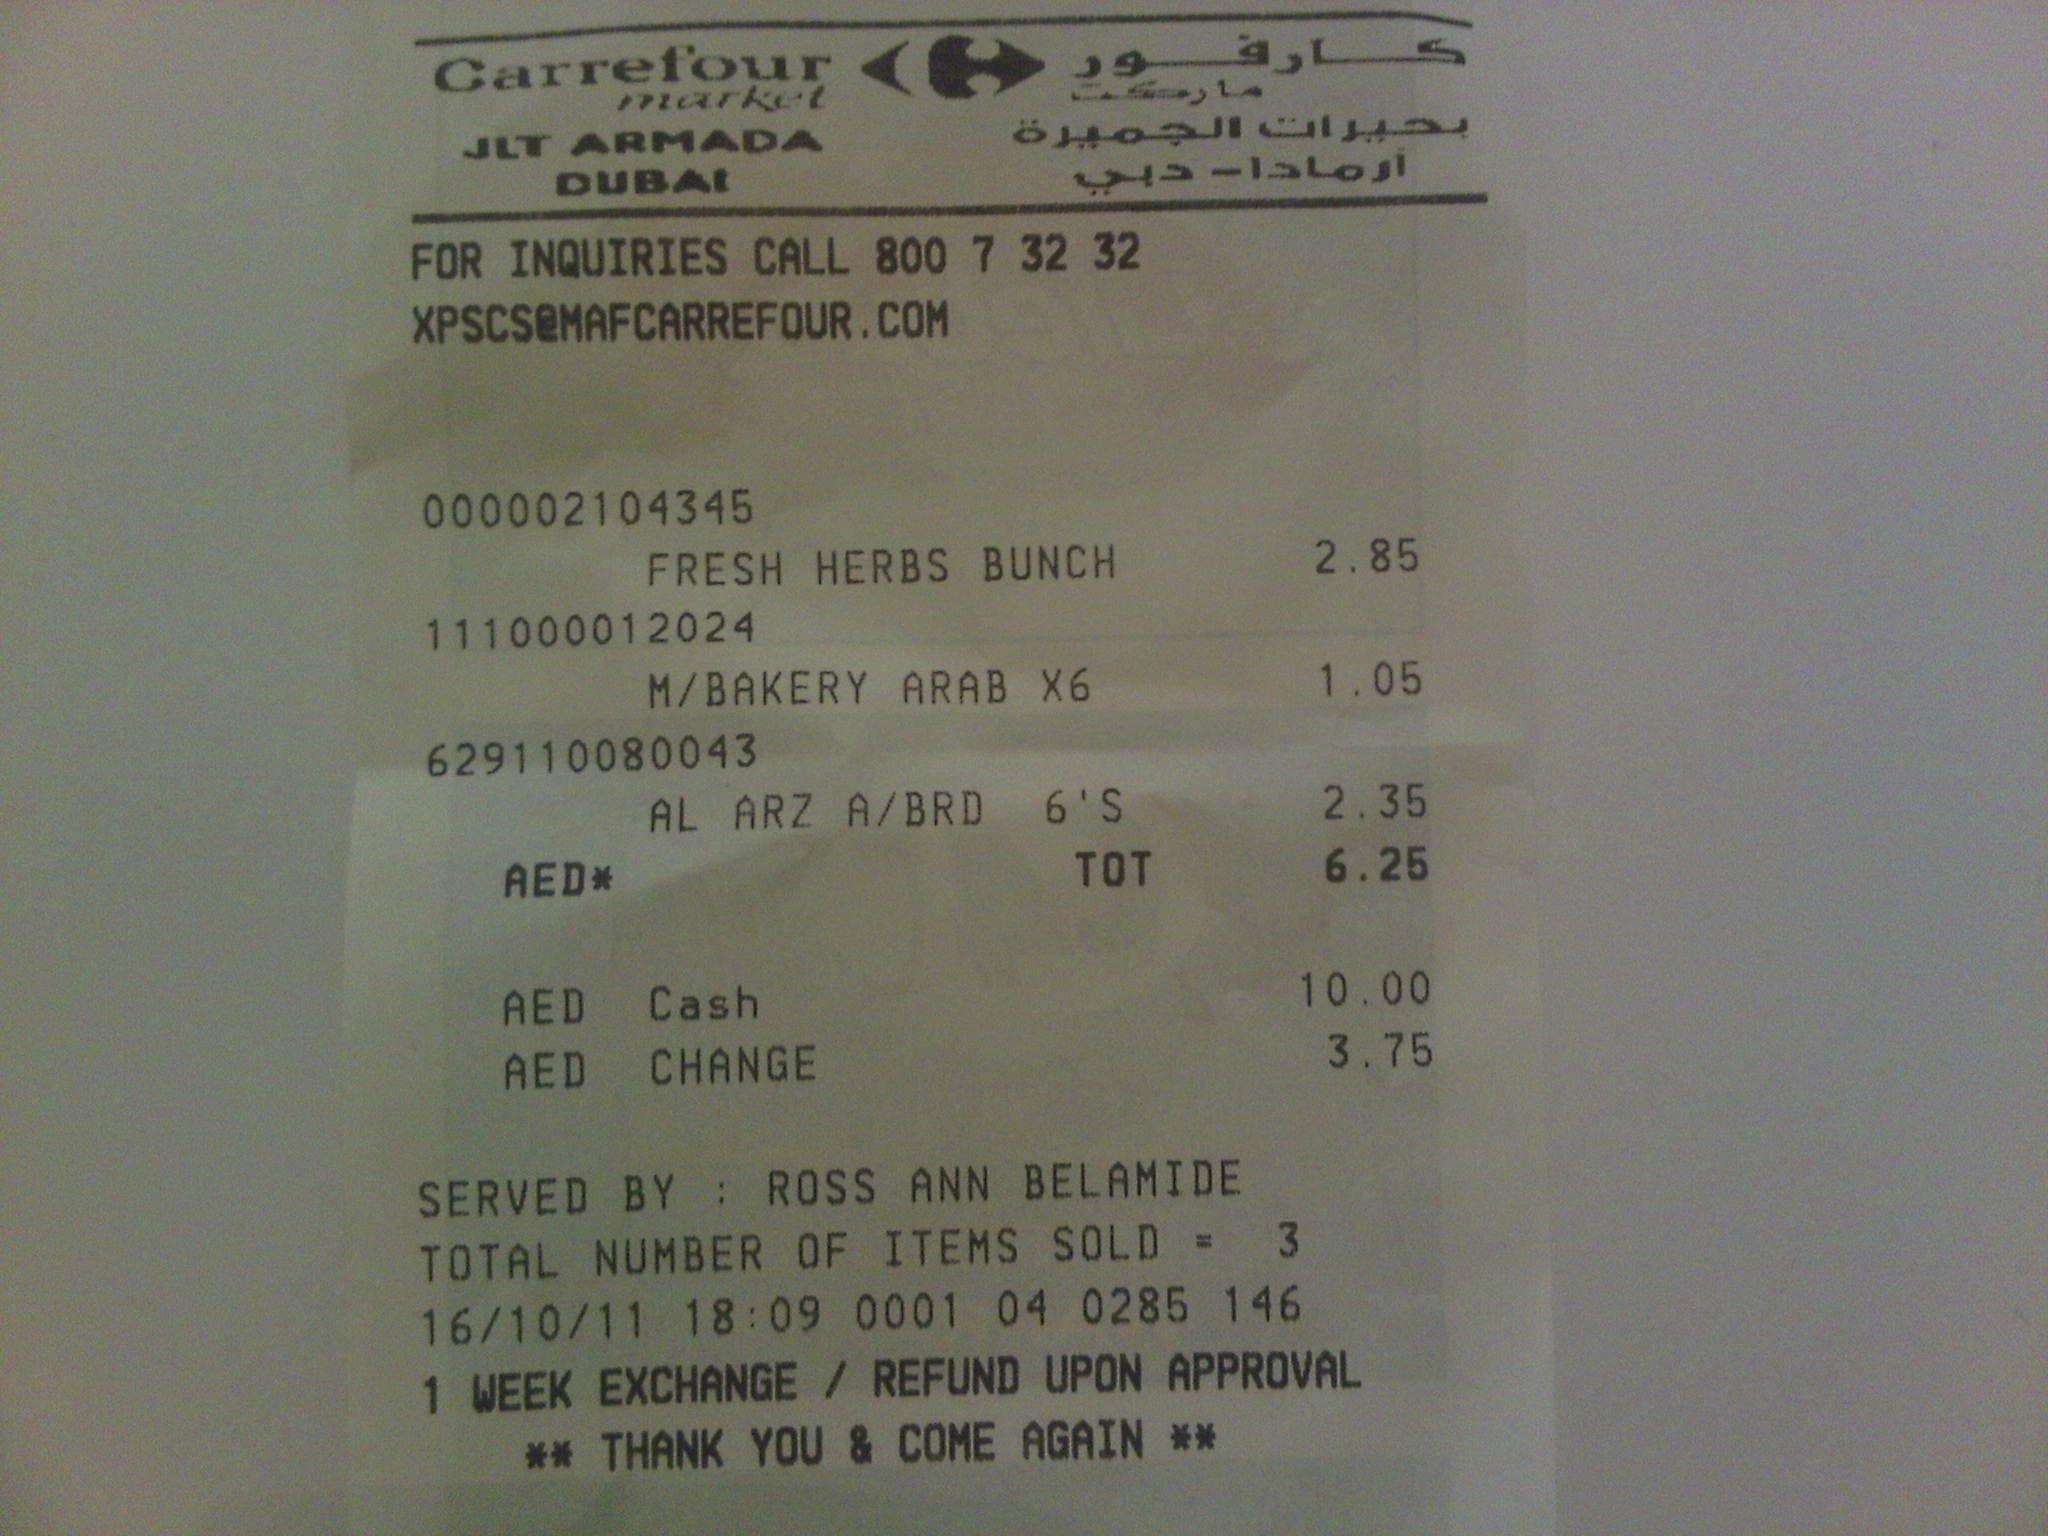 Carrefour كارفور
market ماركت
JLT ARMADA بحيرات الجميرة
DUBAI أرمادا - دبي
FOR INQUIRIES CALL 800 7 32 32
XPSCS@MAFCARREFOUR.COM
000002104345
FRESH HERBS BUNCH 2.85
111000012024
M/BAKERY ARAB X6 1.05
629110080043
AL ARZ A/BRD 6'S 2.35
AED* TOT 6.25
AED Cash 10.00
AED CHANGE 3.75
SERVED BY : ROSS ANN BELAMIDE
TOTAL NUMBER OF ITEMS SOLD = 3
16/10/11 18:09 0001 04 0285 146
1 WEEK EXCHANGE / REFUND UPON APPROVAL
** THANK YOU & COME AGAIN **